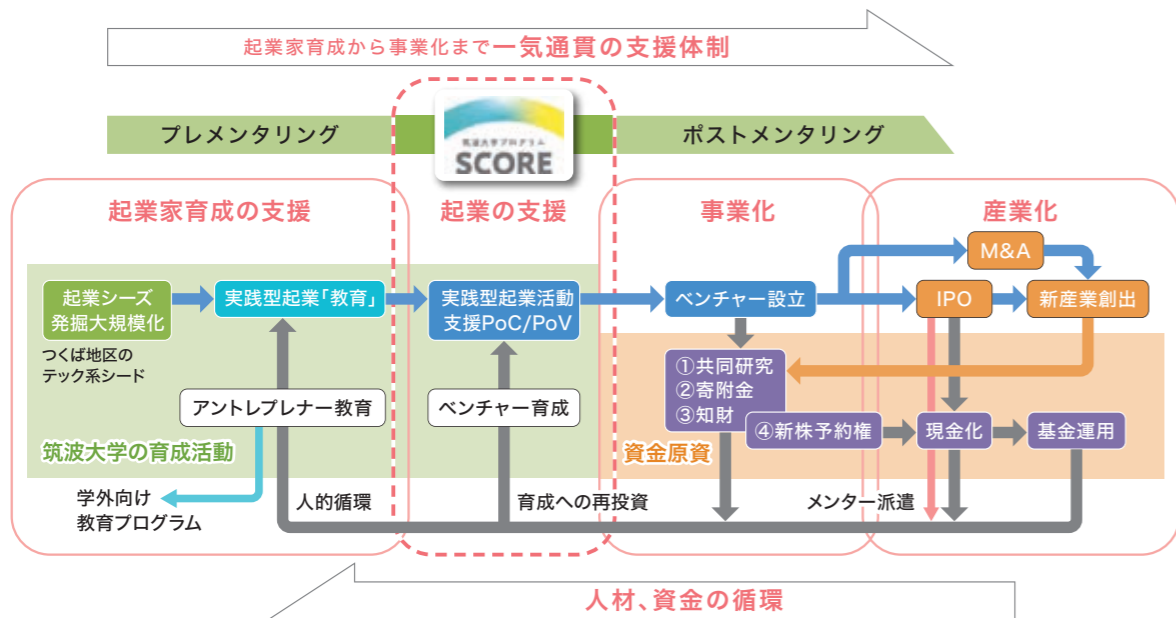 起業家育成から事業化まで一気通貫の支援体制
プレメンタリング
筑波大学プログラム
SCORE
ポストメンタリング
起業家育成の支援
起業の支援
事業化
産業化
M&A
起業シーズ
発掘大規模化
実践型起業「教育」
実践型起業活動
支援PoC/PoV
ベンチャー設立
IPO
新産業創出
つくば地区の
テック系シード
①共同研究
②寄附金
③知財
アントレプレナー教育
ベンチャー育成
④新株予約権
現金化
基金運用
筑波大学の育成活動
資金原資
学外向け
教育プログラム
人的循環
育成への再投資
メンター派遣
人材、資金の循環